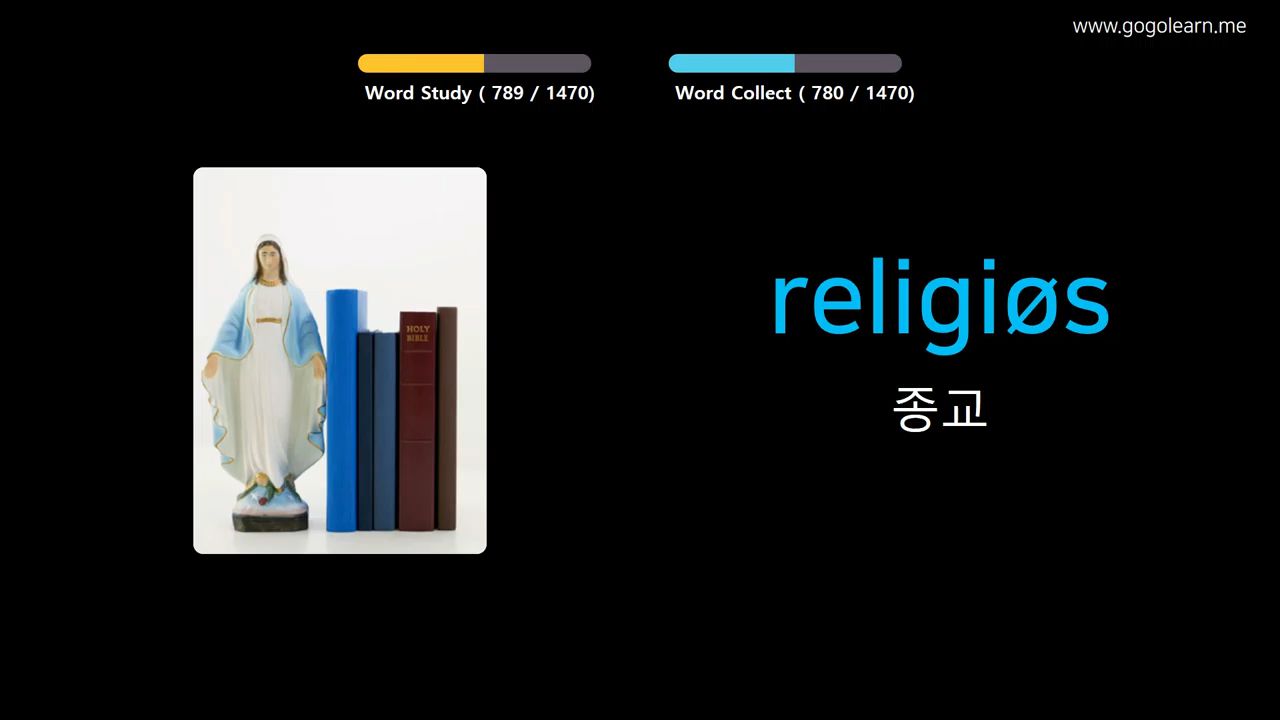 www.gogolearn.me
Word Study ( 789 / 1470)
Word Collect ( 780 / 1470)
HOLY
BIBLE
religiøs
종교